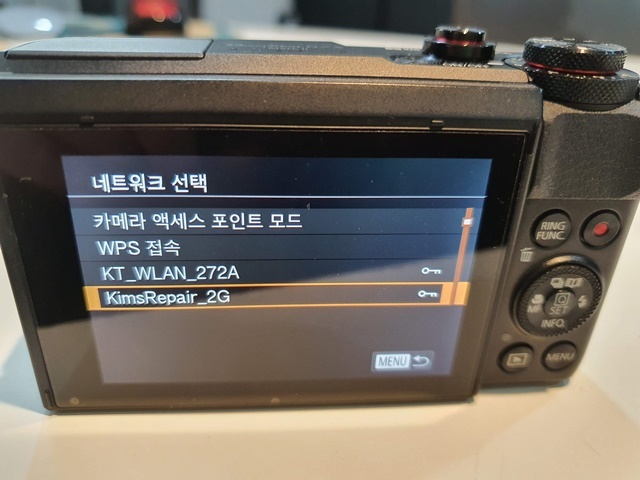 네트워크 선택
카메라 액세스 포인트 모드
WPS 접속
KT_WLAN_272A
KimsRepair_2G
MENU
RING
FUNC.
SET
INFO.
MENU